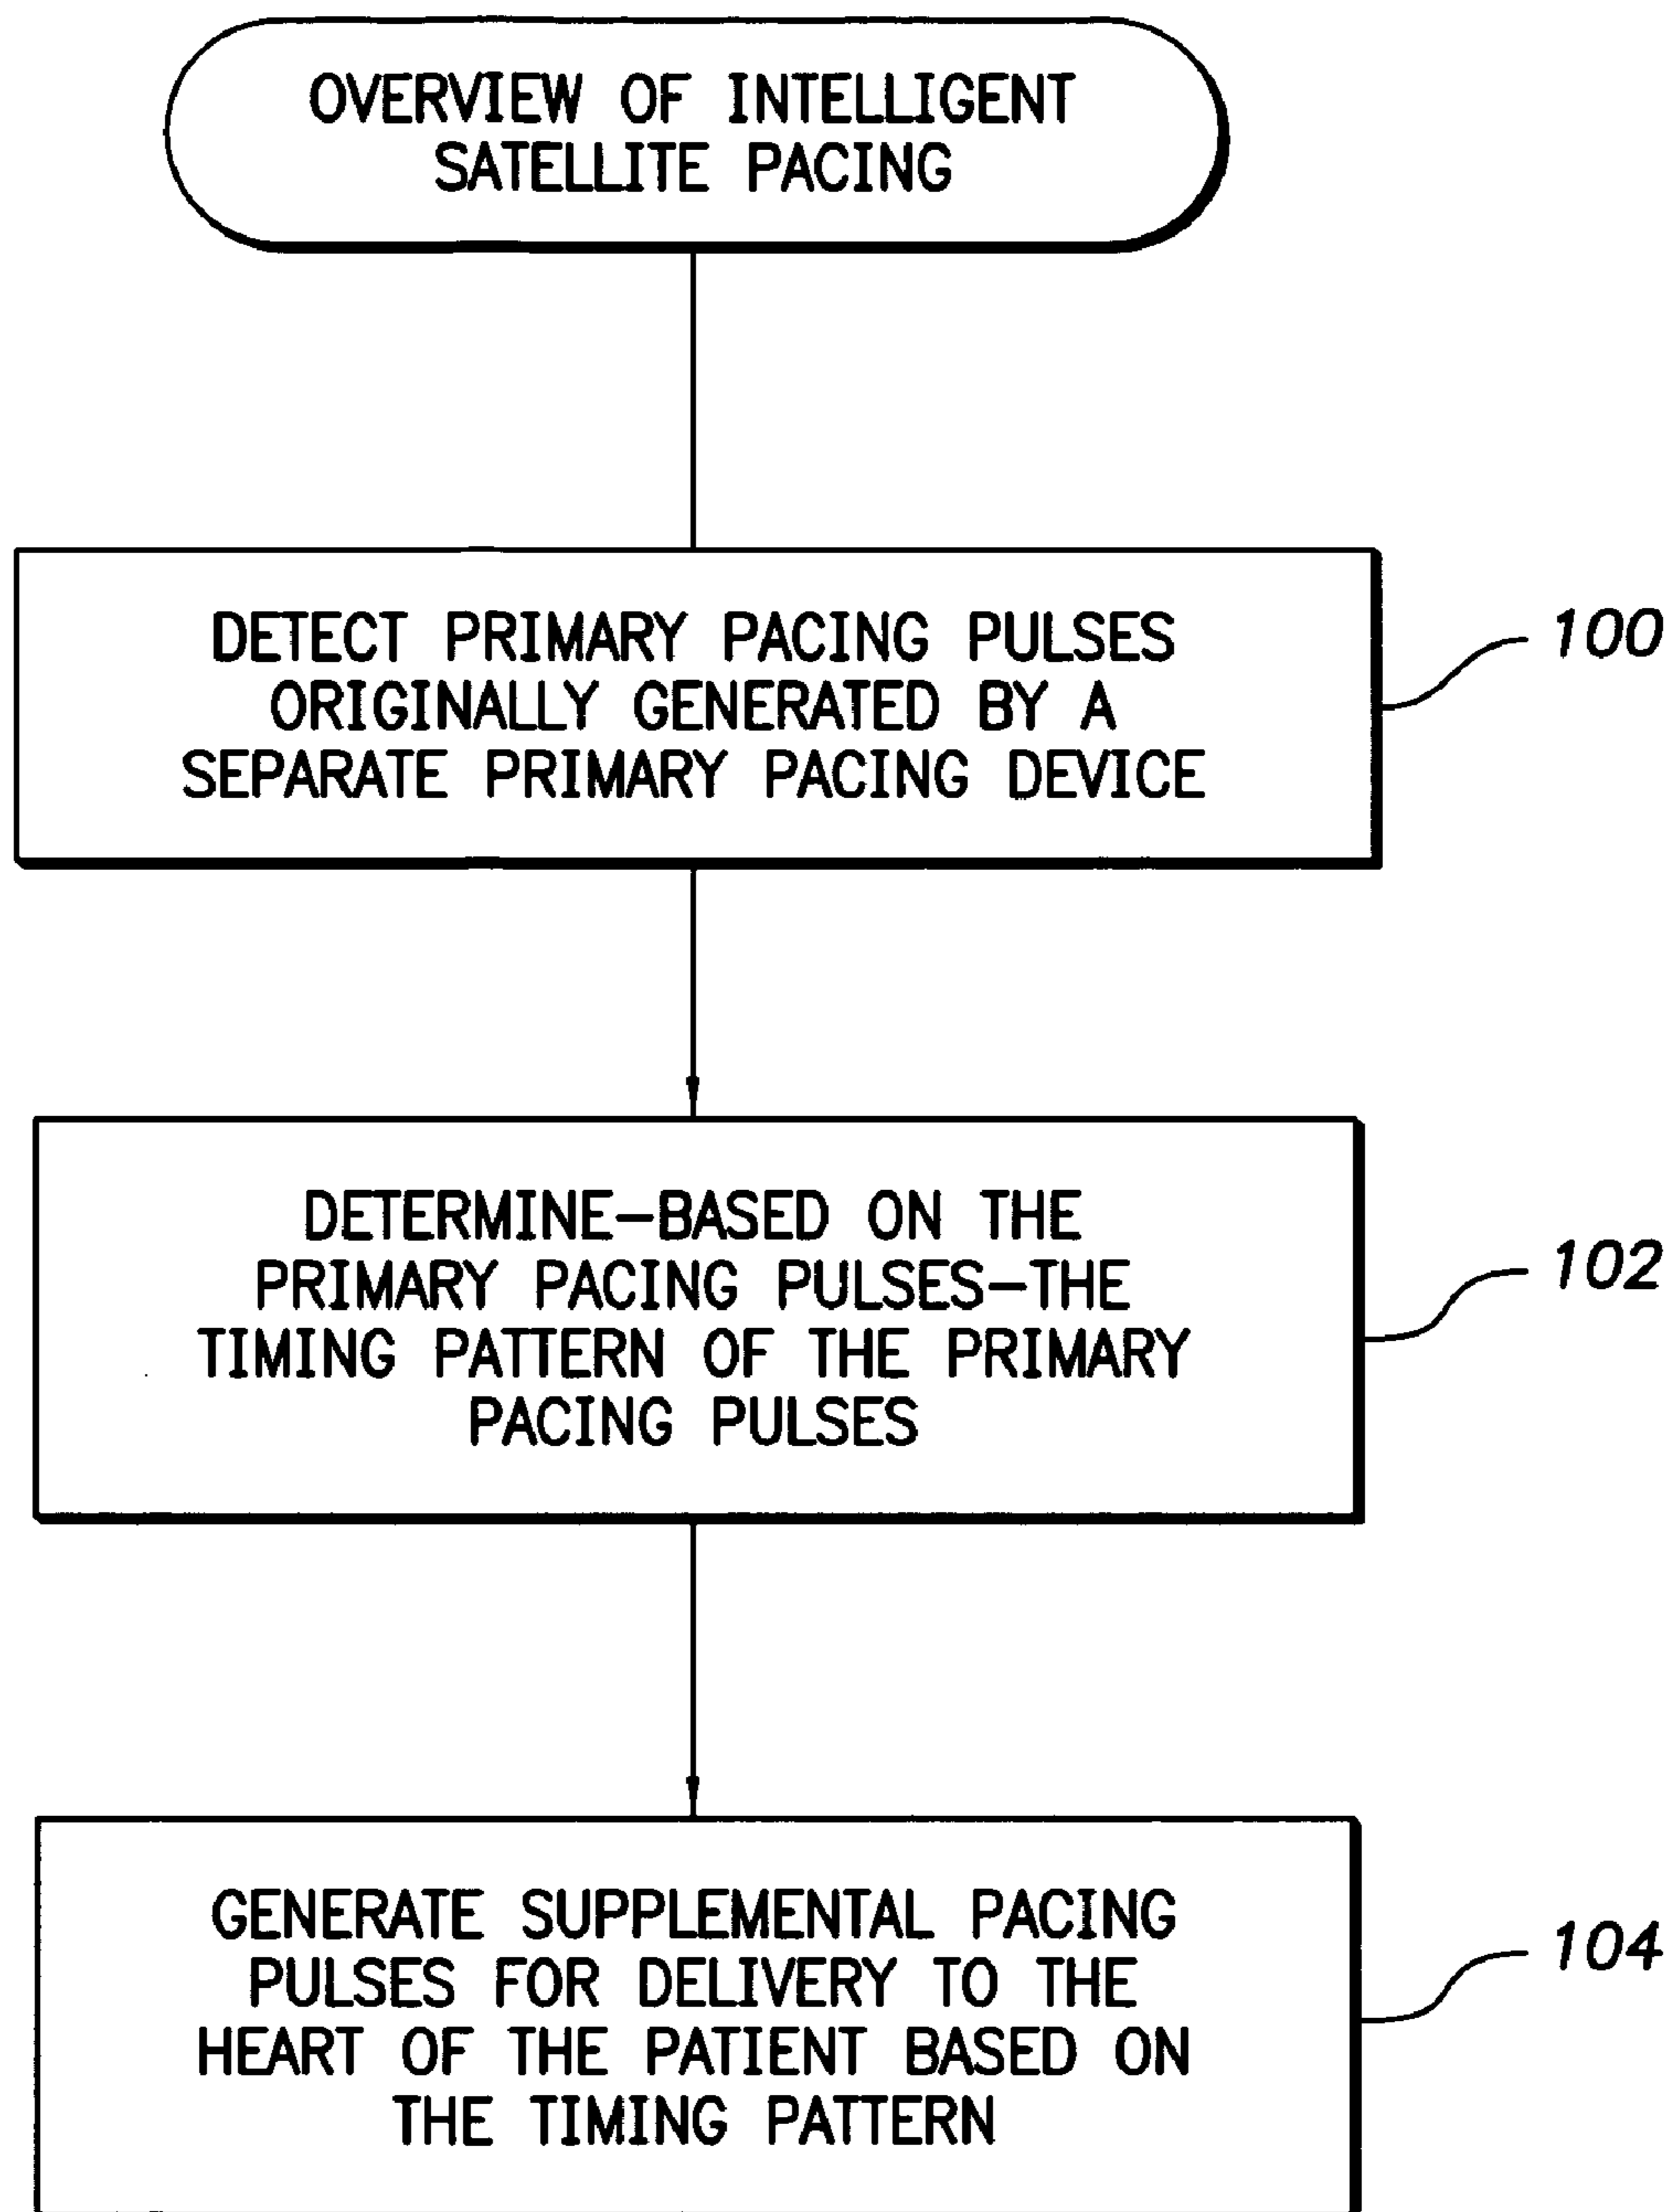 OVERVIEW OF INTELLIGENT
SATELLITE PACING
DETECT PRIMARY PACING PULSES
ORIGINALLY GENERATED BY A
SEPARATE PRIMARY PACING DEVICE
100
DETERMINE-BASED ON THE
PRIMARY PACING PULSES-THE
TIMING PATTERN OF THE PRIMARY
PACING PULSES
102
GENERATE SUPPLEMENTAL PACING
PULSES FOR DELIVERY TO THE
HEART OF THE PATIENT BASED ON
THE TIMING PATTERN
104